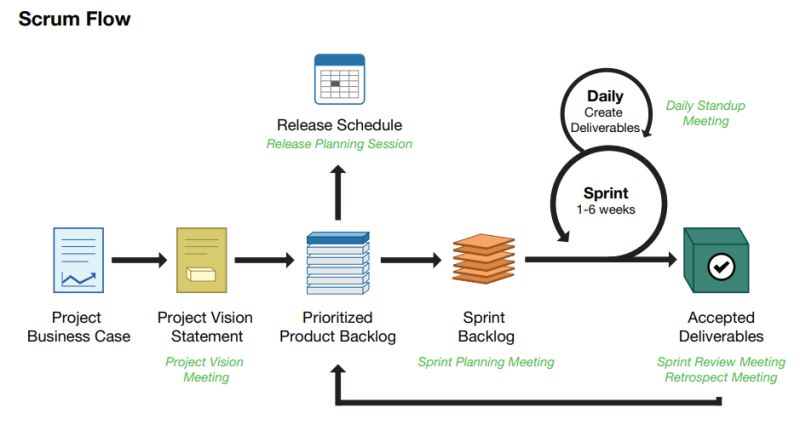 Scrum Flow
Release Schedule
Release Planning Session
Daily
Create
Deliverables
Daily Standup
Meeting
Sprint
1-6 weeks
Project
Business Case
Project Vision
Statement
Project Vision
Meeting
Prioritized
Product Backlog
Sprint
Backlog
Sprint Planning Meeting
Accepted
Deliverables
Sprint Review Meeting
Retrospect Meeting